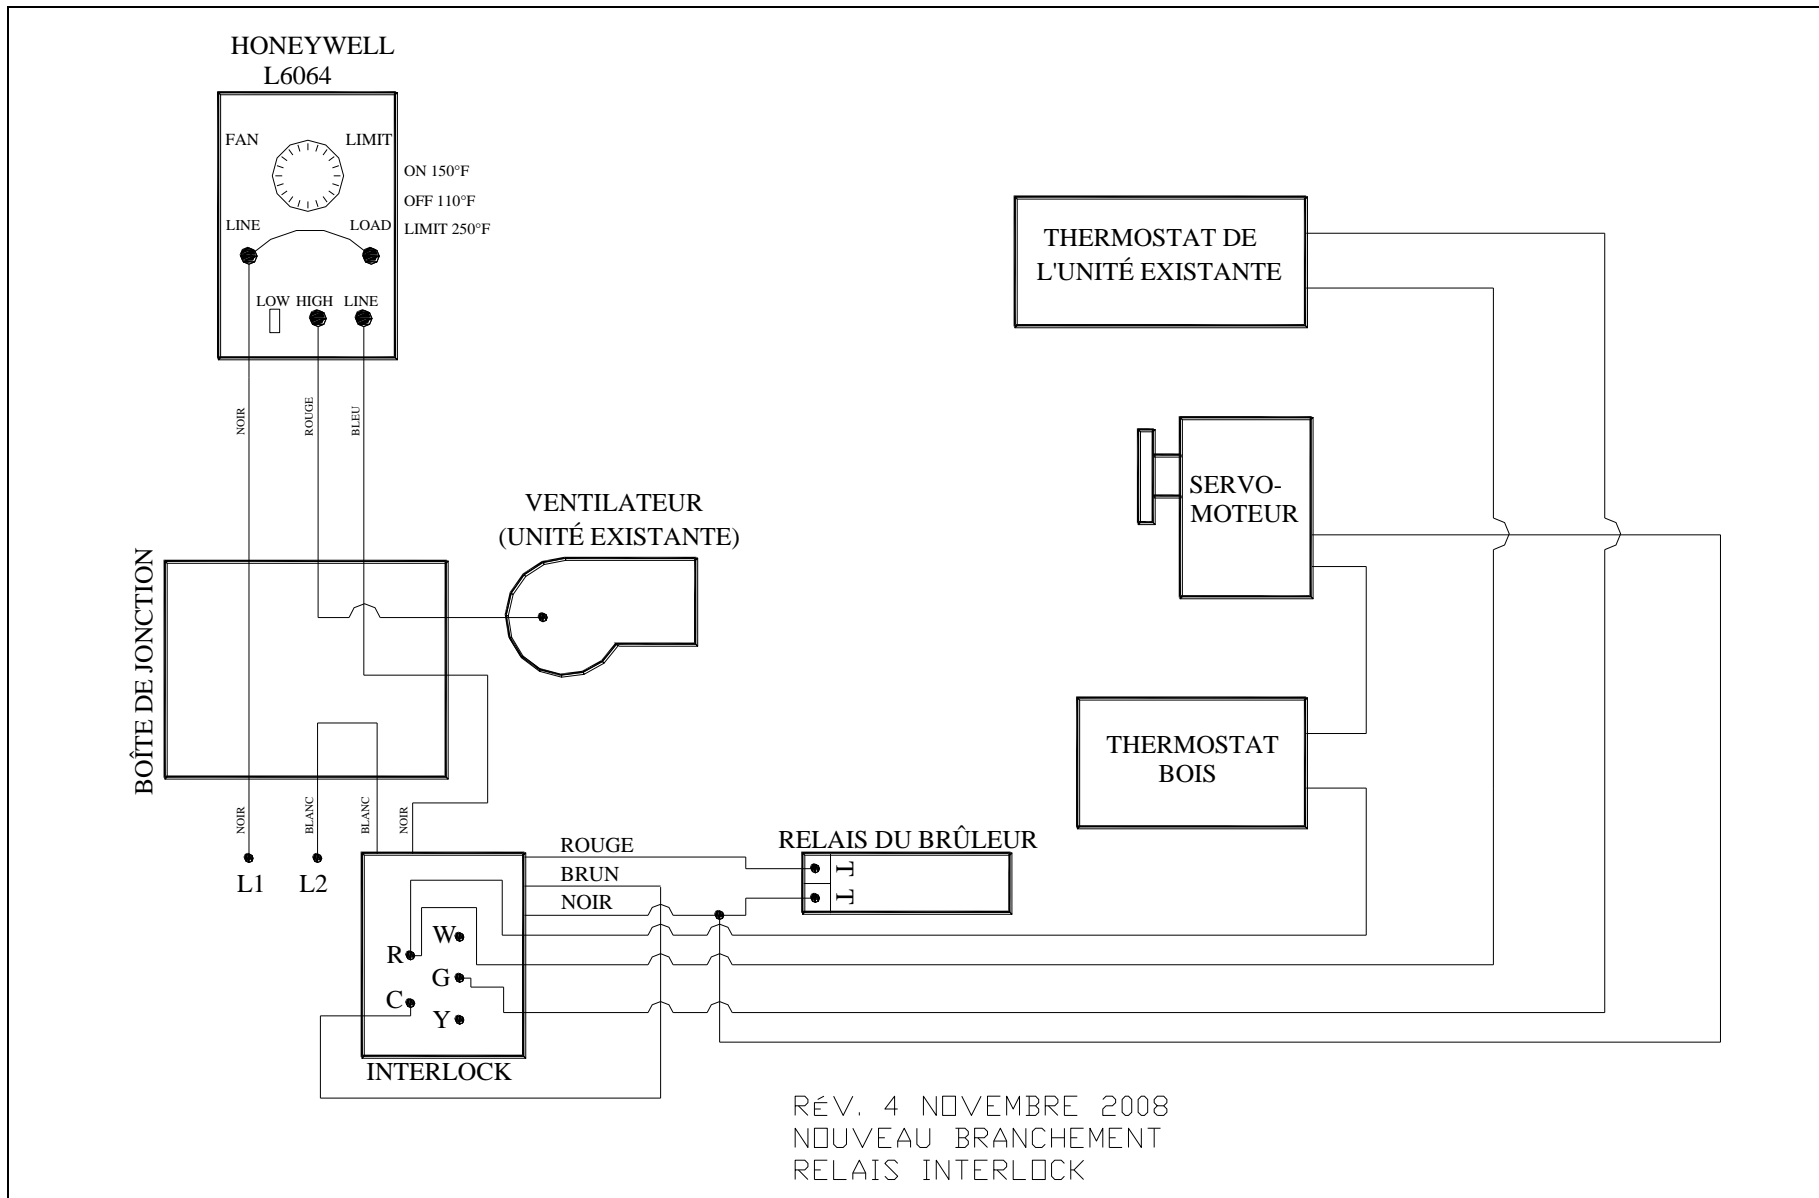 HONEYWELL
L6064
FAN
LIMIT
ON 150°F
OFF 110°F
LIMIT 250°F
LINE
LOAD
LOW
HIGH
LINE
NOIR
ROUGE
BLEU
THERMOSTAT DE
L'UNITÉ EXISTANTE
SERVO-
MOTEUR
VENTILATEUR
(UNITÉ EXISTANTE)
BOÎTE DE JONCTION
THERMOSTAT
BOIS
NOIR
BLANC
BLANC
NOIR
L1
L2
ROUGE
BRUN
NOIR
RELAIS DU BRÛLEUR
T
T
R
W
G
C
Y
INTERLOCK
RÉV. 4 NOVEMBRE 2008
NOUVEAU BRANCHEMENT
RELAIS INTERLOCK